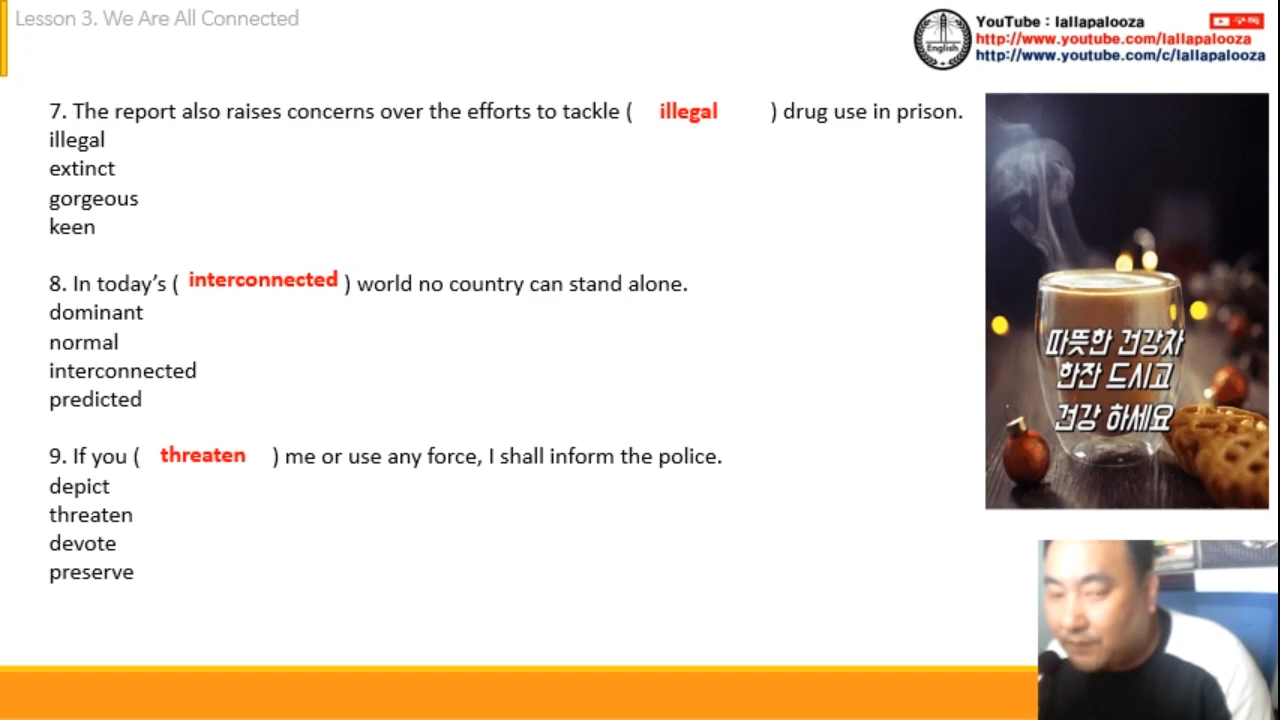 Lesson 3. We Are All Connected
English
YouTube : lallapalooza
구독
http://www.youtube.com/lallapalooza
http://www.youtube.com/c/lallapalooza
7. The report also raises concerns over the efforts to tackle ( illegal ) drug use in prison.
illegal
extinct
gorgeous
keen
8. In today’s ( interconnected ) world no country can stand alone.
dominant
normal
interconnected
predicted
9. If you ( threaten ) me or use any force, I shall inform the police.
depict
threaten
devote
preserve
따뜻한 건강차
한잔 드시고
건강 하세요